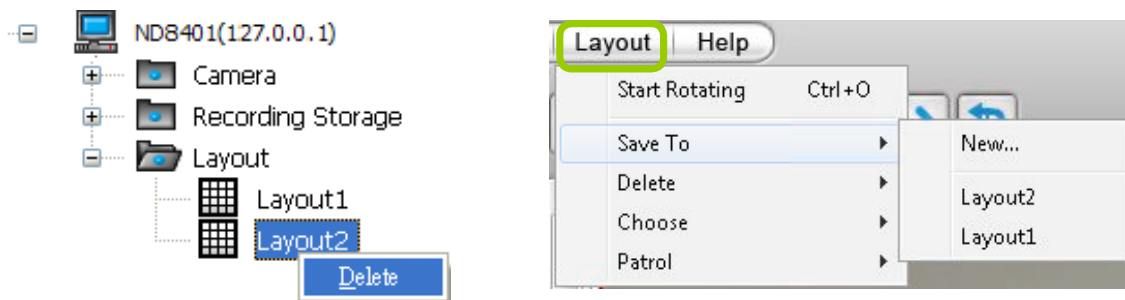 ND8401(127.0.0.1)
Camera
Recording Storage
Layout
Layout1
Layout2
Delete
Layout Help
Start Rotating Ctrl+O
Save To
Delete
Choose
Patrol
New...
Layout2
Layout1